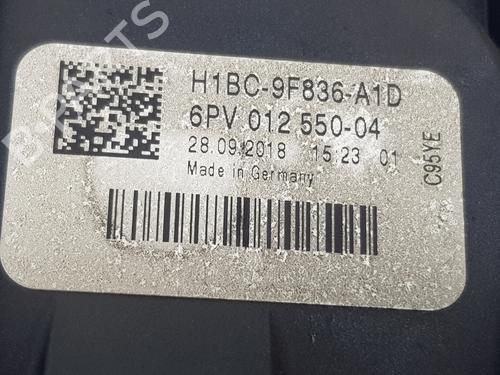 H1BC-9F836-A1D
6PV 012 550-04
28.09.2018 15:23 01
Made in Germany
C95YE